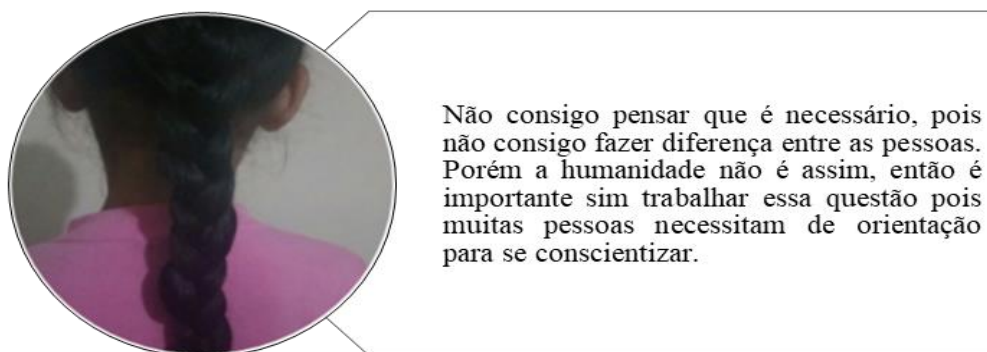 Não consigo pensar que é necessário, pois
não consigo fazer diferença entre as pessoas.
Porém a humanidade não é assim, então é
importante sim trabalhar essa questão pois
muitas pessoas necessitam de orientação
para se conscientizar.